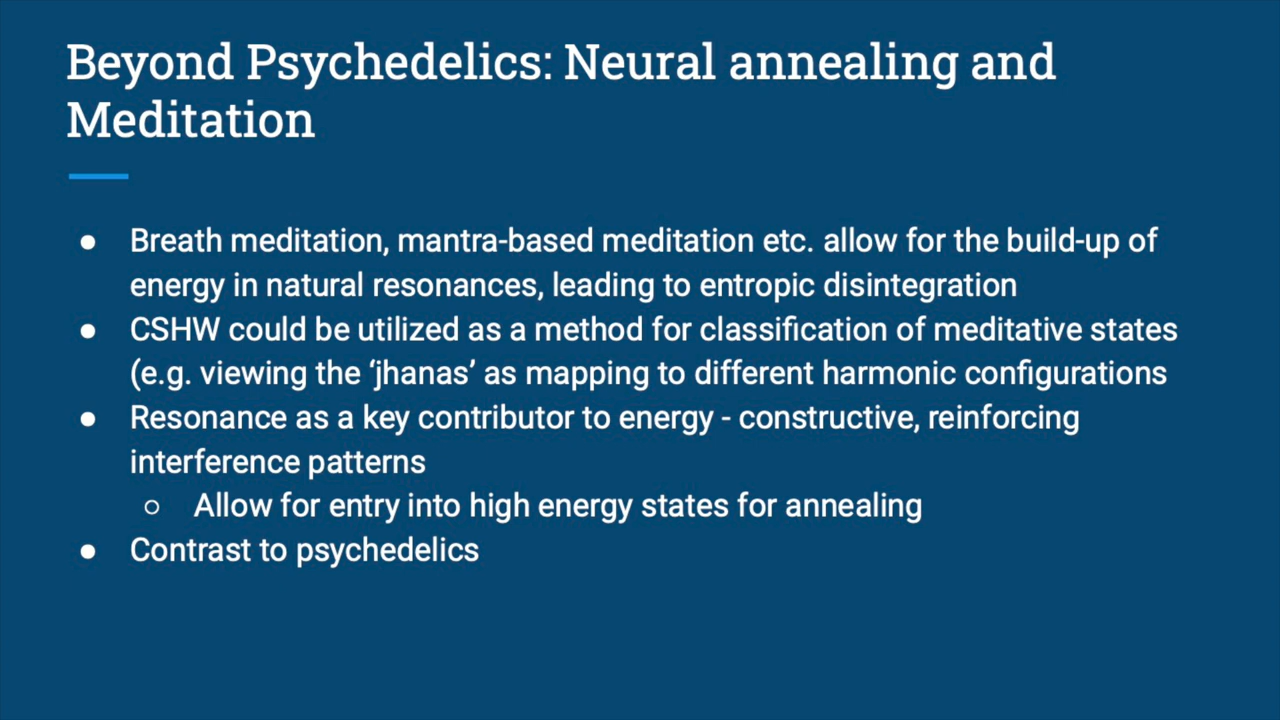 Beyond Psychedelics: Neural annealing and
Meditation
● Breath meditation, mantra-based meditation etc. allow for the build-up of
energy in natural resonances, leading to entropic disintegration
● CSHW could be utilized as a method for classification of meditative states
(e.g. viewing the ‘jhanas’ as mapping to different harmonic configurations
● Resonance as a key contributor to energy - constructive, reinforcing
interference patterns
○ Allow for entry into high energy states for annealing
● Contrast to psychedelics